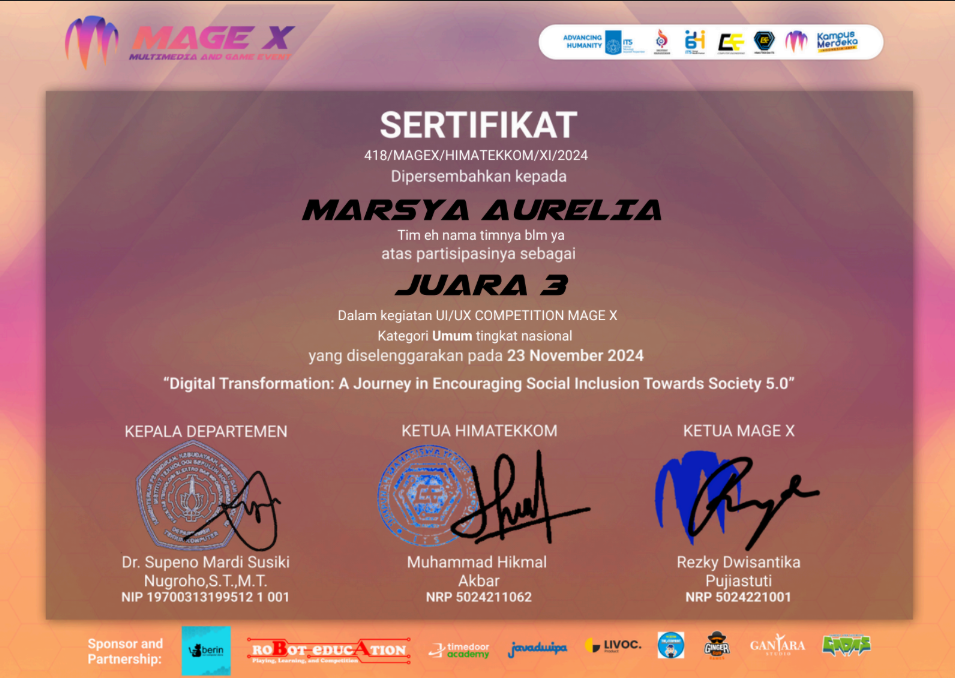 MAGE X
MULTIMEDIA AND GAME EVENT
ADVANCING
HUMANITY
ITS
Kampus
Merdeka
SERTIFIKAT
418/MAGEX/HIMATEKKOM/XI/2024
Dipersembahkan kepada
MARSYA AURELIA
Tim eh nama timnya blm ya
atas partisipasinya sebagai
JUARA 3
Dalam kegiatan UI/UX COMPETITION MAGE X
Kategori Umum tingkat nasional
yang diselenggarakan pada 23 November 2024
“Digital Transformation: A Journey in Encouraging Social Inclusion Towards Society 5.0”
KEPALA DEPARTEMEN
KETUA HIMATEKKOM
KETUA MAGE X
Dr. Supeno Mardi Susiki
Nugroho,S.T.,M.T.
NIP 19700313199512 1 001
Muhammad Hikmal
Akbar
NRP 5024211062
Rezky Dwisantika
Pujiastuti
NRP 5024221001
Sponsor and
Partnership:
berin
ROBOT EDUCATION
Playing, Learning, and Competition
timedoor
academy
javadwipa
LIVOC.
GINGER
GANTARA
STUDIO